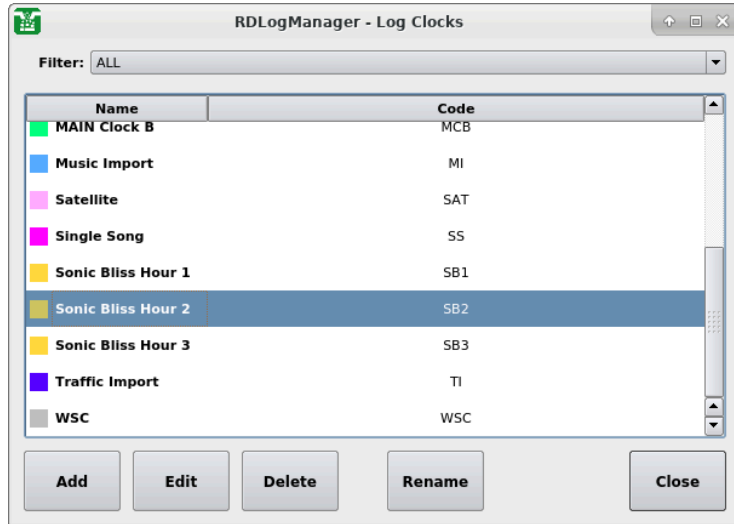 RDLogManager - Log Clocks
Filter: ALL
Name Code
MAIN Clock B MCB
Music Import MI
Satellite SAT
Single Song SS
Sonic Bliss Hour 1 SB1
Sonic Bliss Hour 2 SB2
Sonic Bliss Hour 3 SB3
Traffic Import TI
WSC WSC
Add Edit Delete Rename Close